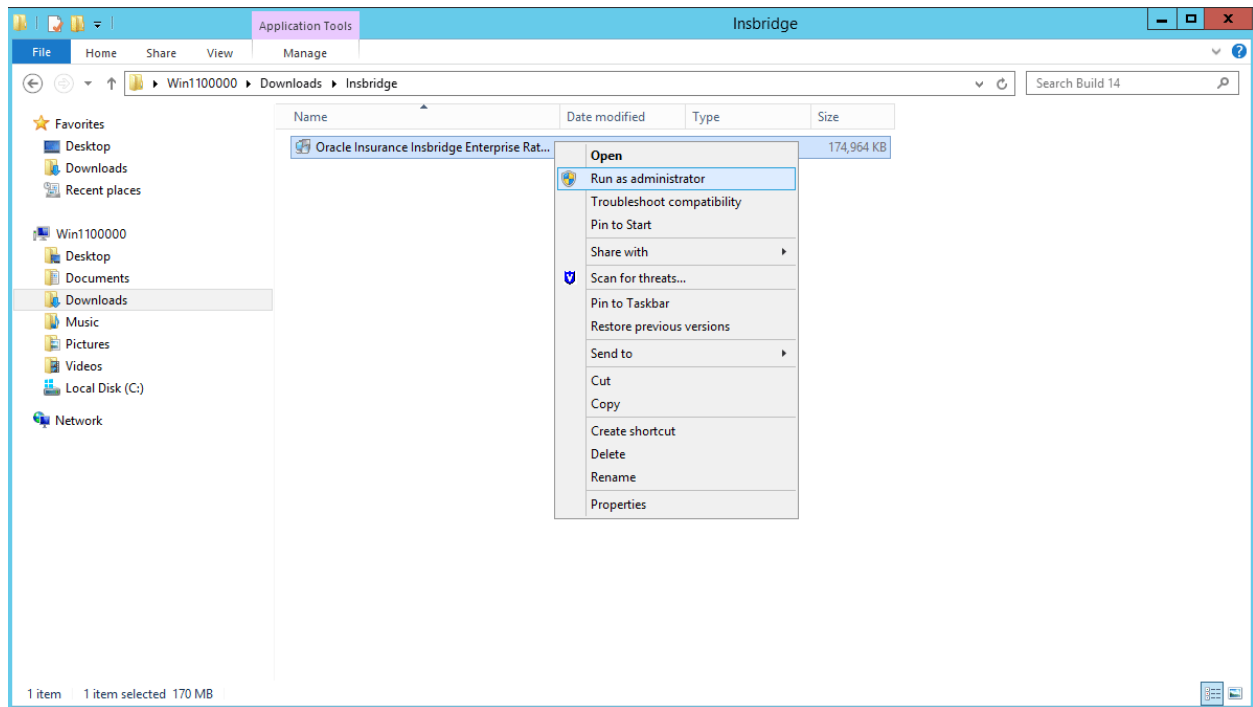 Application Tools
Insbridge
File Home Share View Manage
Win1100000 Downloads Insbridge
Search Build 14
Favorites
Desktop
Downloads
Recent places
Win1100000
Desktop
Documents
Downloads
Music
Pictures
Videos
Local Disk (C:)
Network
Name Date modified Type Size
Oracle Insurance Insbridge Enterprise Rat... 174,964 KB
Open
Run as administrator
Troubleshoot compatibility
Pin to Start
Share with
Scan for threats...
Pin to Taskbar
Restore previous versions
Send to
Cut
Copy
Create shortcut
Delete
Rename
Properties
1 item 1 item selected 170 MB